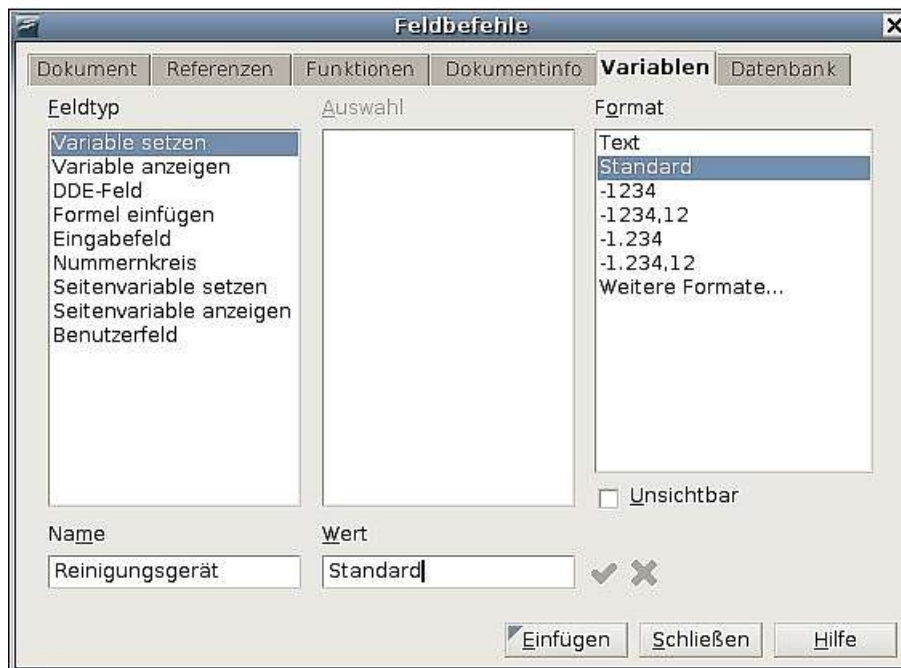 Feldbefehle
Dokument Referenzen Funktionen Dokumentinfo Variablen Datenbank
Feldtyp
Variable setzen
Variable anzeigen
DDE-Feld
Formel einfügen
Eingabefeld
Nummernkreis
Seitenvariable setzen
Seitenvariable anzeigen
Benutzerfeld
Auswahl
Format
Text
Standard
-1234
-1234,12
-1.234
-1.234,12
Weitere Formate...
Unsichtbar
Name
Reinigungsgerät
Wert
Standard
Einfügen Schließen Hilfe